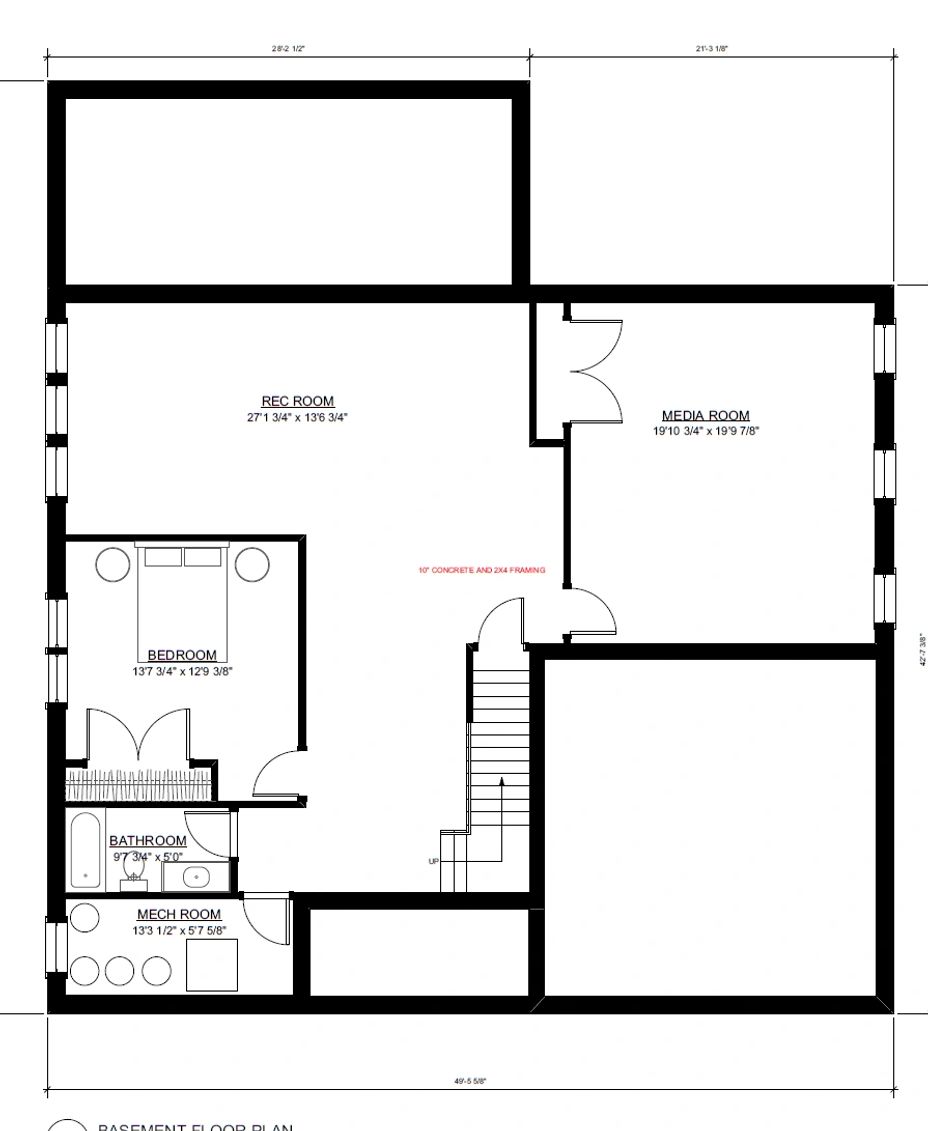 28'-2 1/2"
21'-3 1/8"
REC ROOM
27'1 3/4" x 13'6 3/4"
MEDIA ROOM
19'10 3/4" x 19'9 7/8"
10" CONCRETE AND 2X4 FRAMING
42'-7 3/8"
BEDROOM
13'7 3/4" x 12'9 3/8"
BATHROOM
9'7 3/4" x 5'0"
UP
MECH ROOM
13'3 1/2" x 5'7 5/8"
49'-5 5/8"
BASEMENT FLOOR PLAN